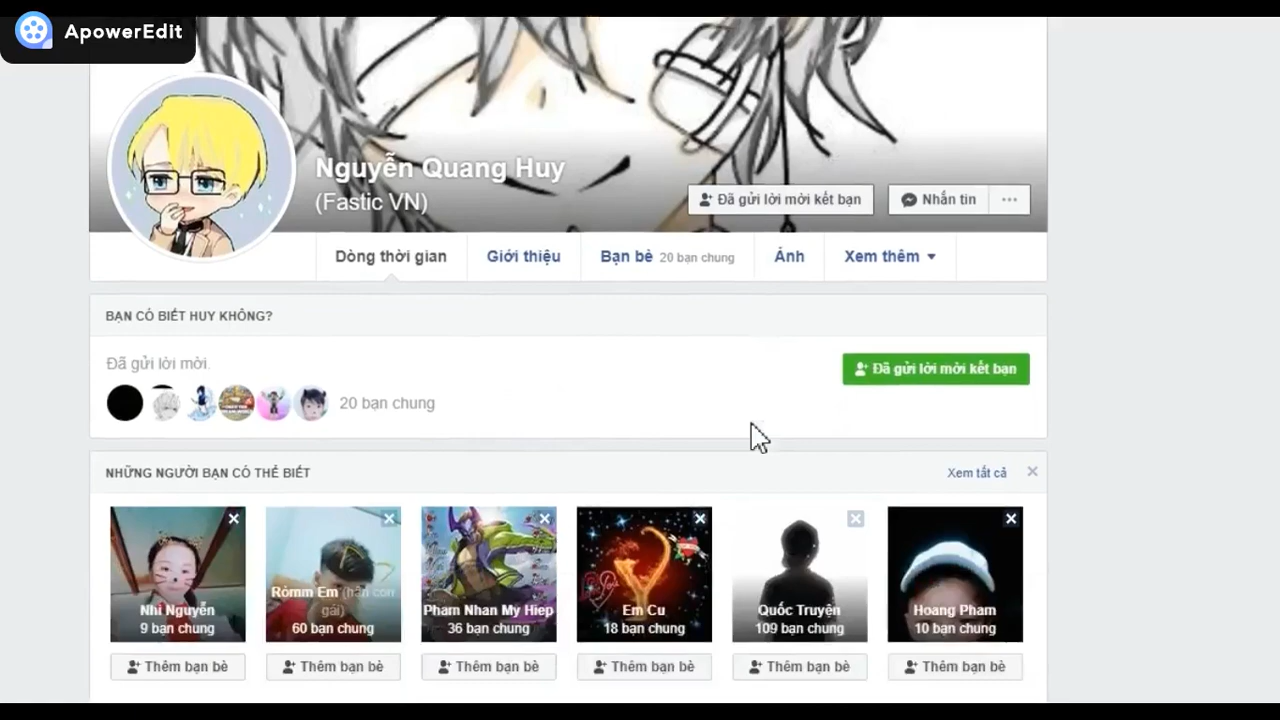 ApowerEdit
Nguyễn Quang Huy
(Fastic VN)
Đã gửi lời mời kết bạn
Nhắn tin
Dòng thời gian
Giới thiệu
Bạn bè 20 bạn chung
Ảnh
Xem thêm
BẠN CÓ BIẾT HUY KHÔNG?
Đã gửi lời mời.
Đã gửi lời mời kết bạn
20 bạn chung
NHỮNG NGƯỜI BẠN CÓ THỂ BIẾT
Xem tất cả
Nhi Nguyễn
9 bạn chung
Thêm bạn bè
Rỏmm Em (hắn con
gái)
60 bạn chung
Thêm bạn bè
Pham Nhan My Hiep
36 bạn chung
Thêm bạn bè
Em Cu
18 bạn chung
Thêm bạn bè
Quốc Truyện
109 bạn chung
Thêm bạn bè
Hoang Pham
10 bạn chung
Thêm bạn bè